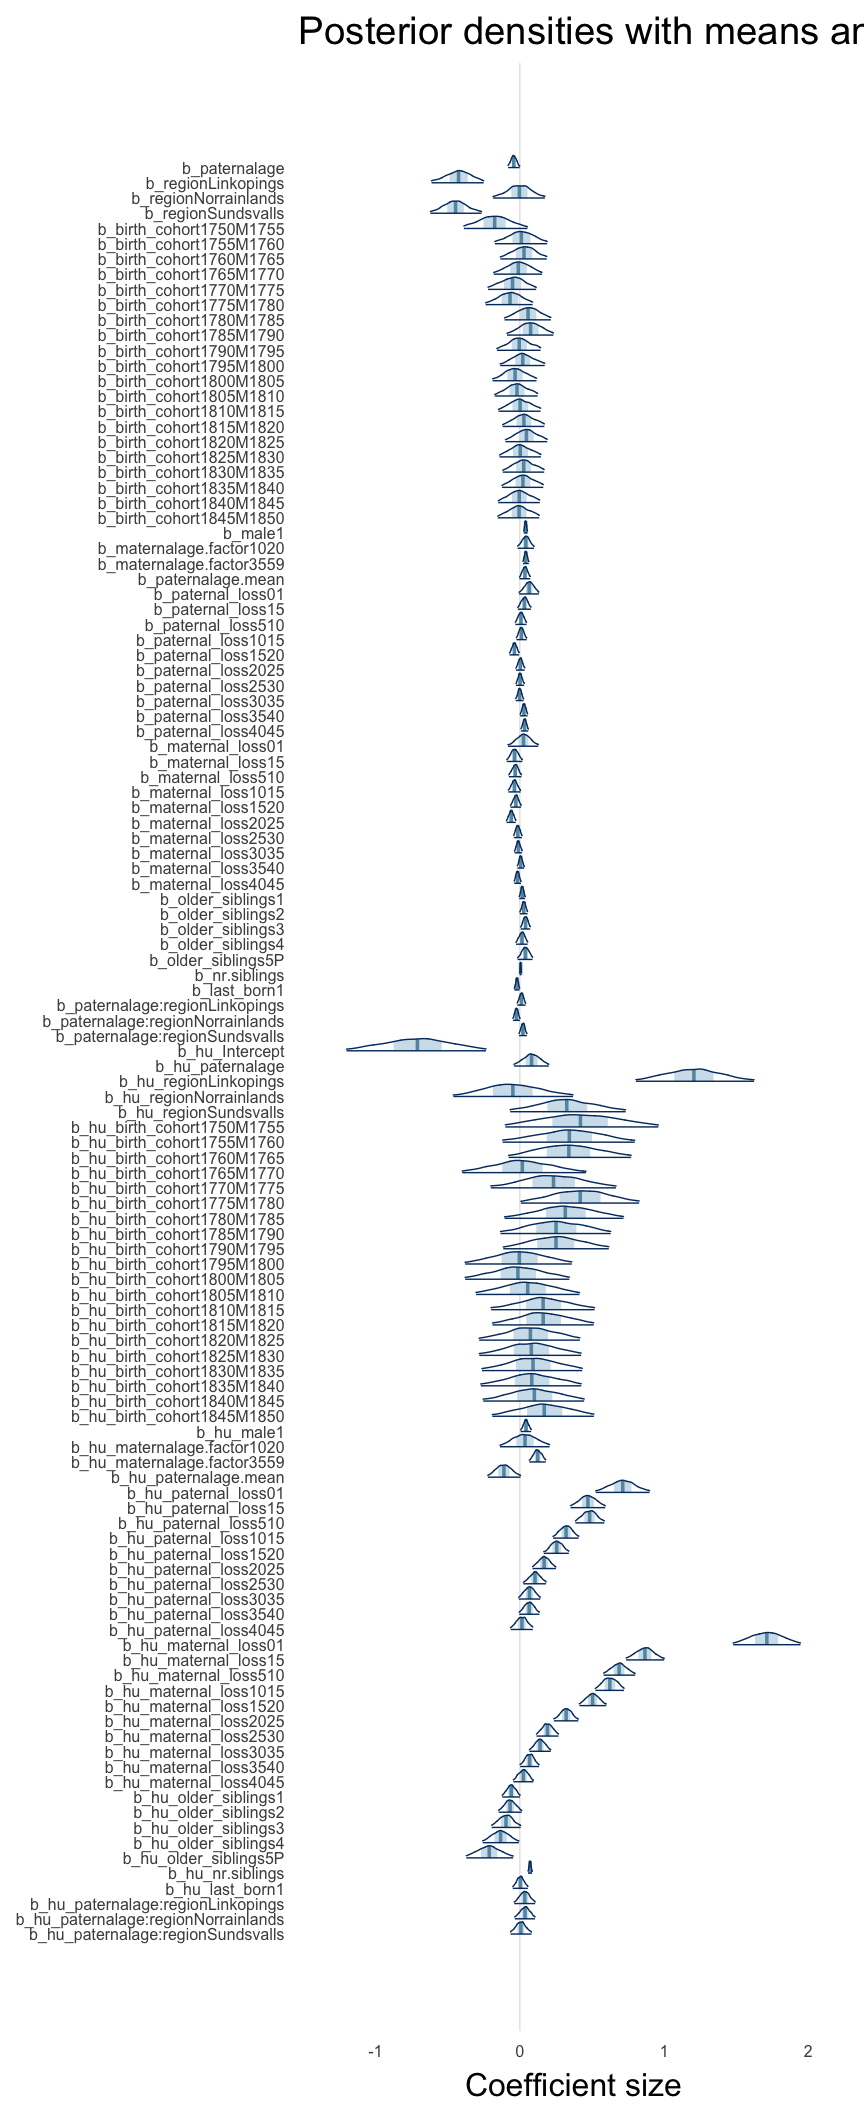 Posterior densities with means an
b_paternalage
b_regionLinkopings
b_regionNorrainlands
b_regionSundsvalls
b_birth_cohort1750M1755
b_birth_cohort1755M1760
b_birth_cohort1760M1765
b_birth_cohort1765M1770
b_birth_cohort1770M1775
b_birth_cohort1775M1780
b_birth_cohort1780M1785
b_birth_cohort1785M1790
b_birth_cohort1790M1795
b_birth_cohort1795M1800
b_birth_cohort1800M1805
b_birth_cohort1805M1810
b_birth_cohort1810M1815
b_birth_cohort1815M1820
b_birth_cohort1820M1825
b_birth_cohort1825M1830
b_birth_cohort1830M1835
b_birth_cohort1835M1840
b_birth_cohort1840M1845
b_birth_cohort1845M1850
b_male1
b_maternalage.factor1020
b_maternalage.factor3559
b_paternalage.mean
b_paternal_loss01
b_paternal_loss15
b_paternal_loss510
b_paternal_loss1015
b_paternal_loss1520
b_paternal_loss2025
b_paternal_loss2530
b_paternal_loss3035
b_paternal_loss3540
b_paternal_loss4045
b_maternal_loss01
b_maternal_loss15
b_maternal_loss510
b_maternal_loss1015
b_maternal_loss1520
b_maternal_loss2025
b_maternal_loss2530
b_maternal_loss3035
b_maternal_loss3540
b_maternal_loss4045
b_older_siblings1
b_older_siblings2
b_older_siblings3
b_older_siblings4
b_older_siblings5P
b_nr.siblings
b_last_born1
b_paternalage:regionLinkopings
b_paternalage:regionNorrainlands
b_paternalage:regionSundsvalls
b_hu_Intercept
b_hu_paternalage
b_hu_regionLinkopings
b_hu_regionNorrainlands
b_hu_regionSundsvalls
b_hu_birth_cohort1750M1755
b_hu_birth_cohort1755M1760
b_hu_birth_cohort1760M1765
b_hu_birth_cohort1765M1770
b_hu_birth_cohort1770M1775
b_hu_birth_cohort1775M1780
b_hu_birth_cohort1780M1785
b_hu_birth_cohort1785M1790
b_hu_birth_cohort1790M1795
b_hu_birth_cohort1795M1800
b_hu_birth_cohort1800M1805
b_hu_birth_cohort1805M1810
b_hu_birth_cohort1810M1815
b_hu_birth_cohort1815M1820
b_hu_birth_cohort1820M1825
b_hu_birth_cohort1825M1830
b_hu_birth_cohort1830M1835
b_hu_birth_cohort1835M1840
b_hu_birth_cohort1840M1845
b_hu_birth_cohort1845M1850
b_hu_male1
b_hu_maternalage.factor1020
b_hu_maternalage.factor3559
b_hu_paternalage.mean
b_hu_paternal_loss01
b_hu_paternal_loss15
b_hu_paternal_loss510
b_hu_paternal_loss1015
b_hu_paternal_loss1520
b_hu_paternal_loss2025
b_hu_paternal_loss2530
b_hu_paternal_loss3035
b_hu_paternal_loss3540
b_hu_paternal_loss4045
b_hu_maternal_loss01
b_hu_maternal_loss15
b_hu_maternal_loss510
b_hu_maternal_loss1015
b_hu_maternal_loss1520
b_hu_maternal_loss2025
b_hu_maternal_loss2530
b_hu_maternal_loss3035
b_hu_maternal_loss3540
b_hu_maternal_loss4045
b_hu_older_siblings1
b_hu_older_siblings2
b_hu_older_siblings3
b_hu_older_siblings4
b_hu_older_siblings5P
b_hu_nr.siblings
b_hu_last_born1
b_hu_paternalage:regionLinkopings
b_hu_paternalage:regionNorrainlands
b_hu_paternalage:regionSundsvalls
-1 0 1 2
Coefficient size